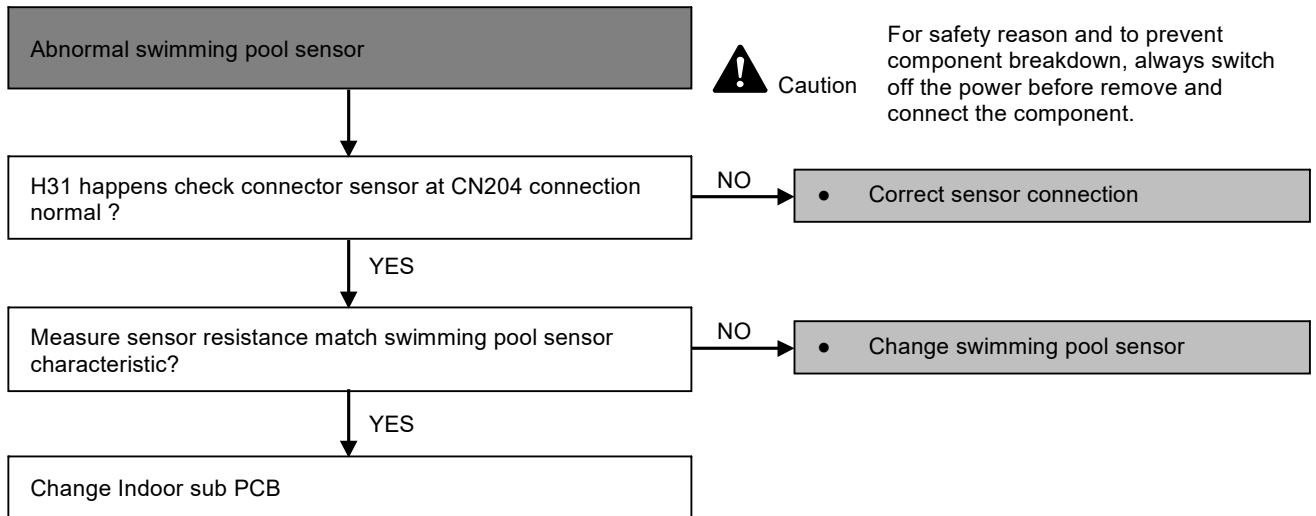 Abnormal swimming pool sensor
Caution
For safety reason and to prevent
component breakdown, always switch
off the power before remove and
connect the component.
H31 happens check connector sensor at CN204 connection
normal ?
NO
● Correct sensor connection
YES
Measure sensor resistance match swimming pool sensor
characteristic?
NO
● Change swimming pool sensor
YES
Change Indoor sub PCB